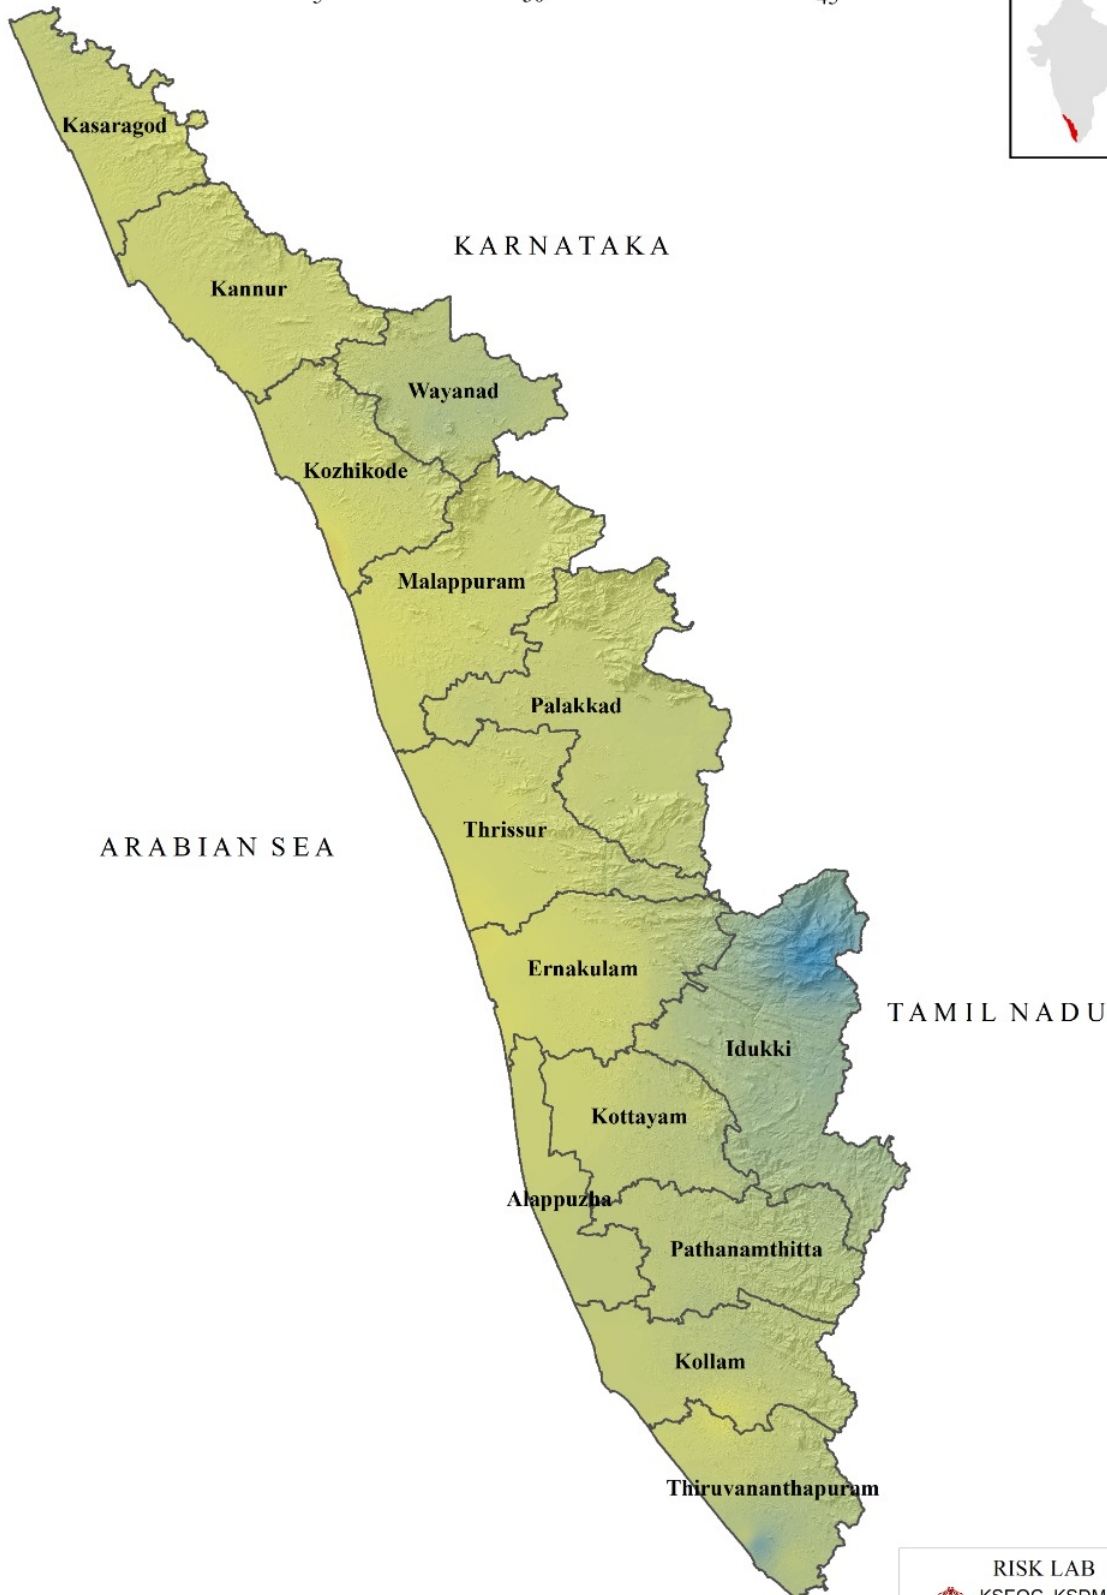 KARNATAKA
ARABIAN SEA
TAMIL NADU
Kasaragod
Kannur
Wayanad
Kozhikode
Malappuram
Palakkad
Thrissur
Ernakulam
Idukki
Kottayam
Alappuzha
Pathanamthitta
Kollam
Thiruvananthapuram
RISK LAB